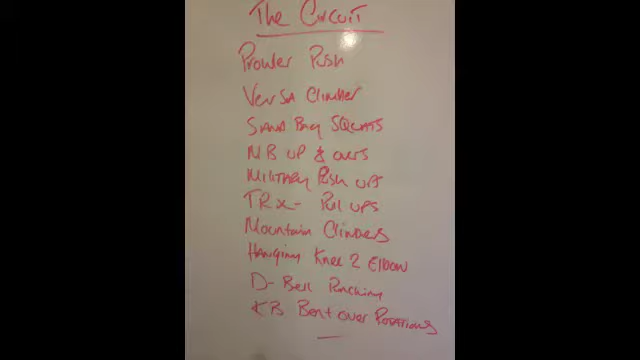 The Circuit
Prowler Push
Versa Climber
Sand Bag Squats
MB UP & overs
Military Push ups
TRX- Pull ups
Mountain Climbers
Hanging Knee 2 Elbow
D-Bell Punching
KB Bent over Rotations